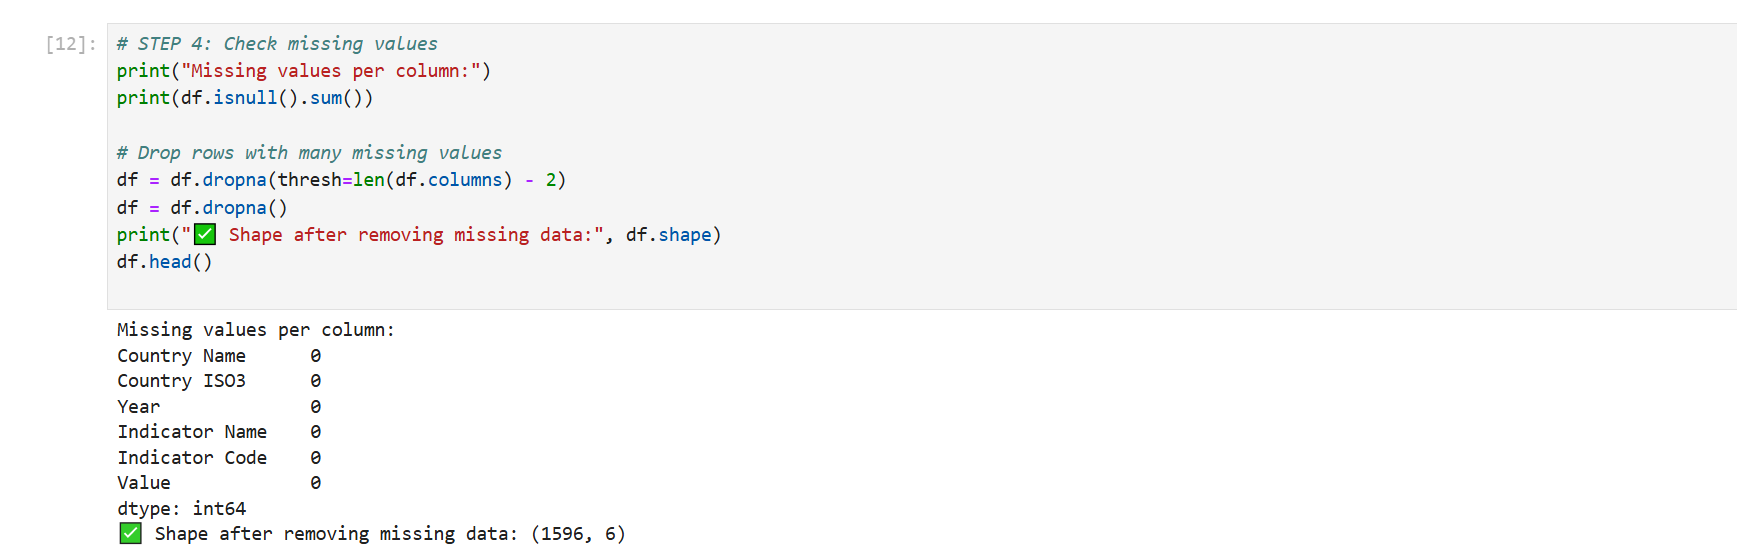 [12]: # STEP 4: Check missing values
print("Missing values per column:")
print(df.isnull().sum())
# Drop rows with many missing values
df = df.dropna(thresh=len(df.columns) - 2)
df = df.dropna()
print("✅ Shape after removing missing data:", df.shape)
df.head()
Missing values per column:
Country Name      0
Country ISO3      0
Year              0
Indicator Name    0
Indicator Code    0
Value             0
dtype: int64
✅ Shape after removing missing data: (1596, 6)